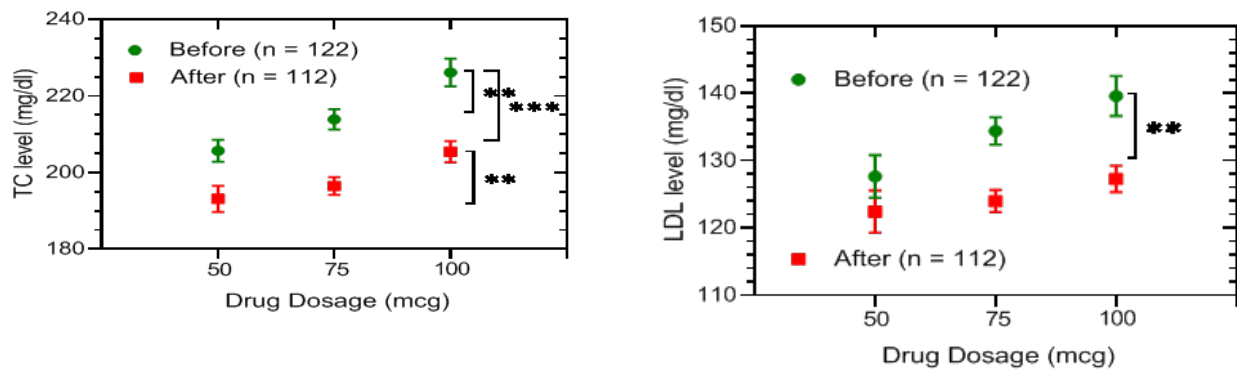 240
220
200
180
TC level (mg/dl)
Before (n = 122)
After (n = 112)
**
***
**
50 75 100
Drug Dosage (mcg)
150
140
130
120
110
LDL level (mg/dl)
Before (n = 122)
**
After (n = 112)
50 75 100
Drug Dosage (mcg)